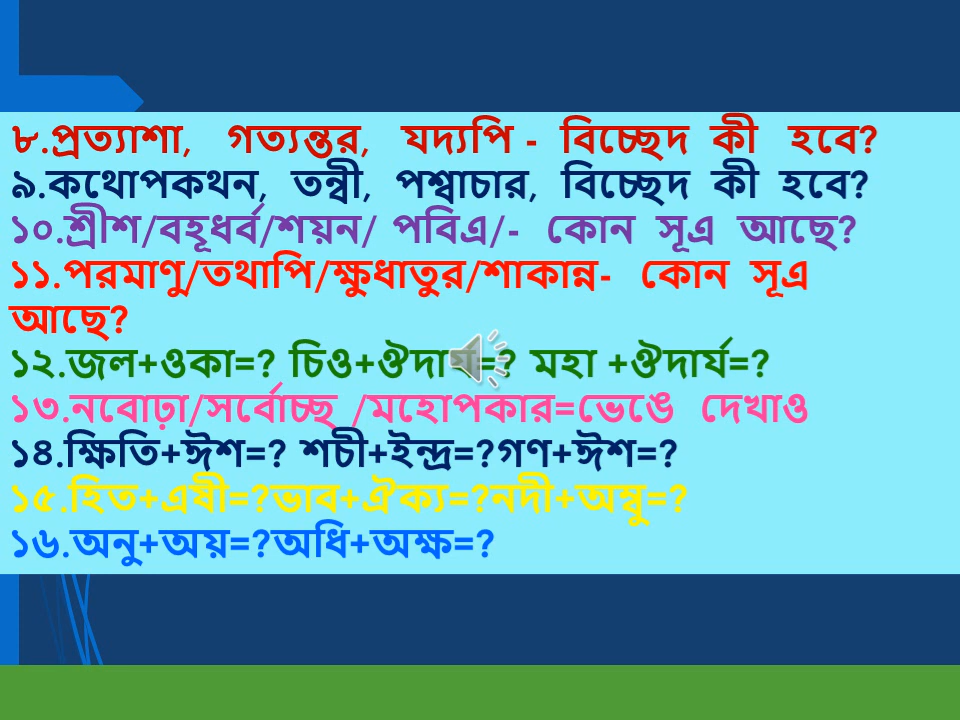 ৮.প্রত্যাশা, গত্যন্তর, যদ্যপি - বিচ্ছেদ কী হবে?
৯.কথোপকথন, তন্বী, পশ্বাচার, বিচ্ছেদ কী হবে?
১০.শ্রীশ/বহূধর্ব/শয়ন/ পবিএ/- কোন সূএ আছে?
১১.পরমাণু/তথাপি/ক্ষুধাতুর/শাকান্ন- কোন সূএ
আছে?
১২.জল+ওকা=? চিও+ঔদার্য=? মহা +ঔদার্য=?
১৩.নবোঢ়া/সর্বোচ্ছ /মহোপকার=ভেঙে দেখাও
১৪.ক্ষিতি+ঈশ=? শচী+ইন্দ্র=?গণ+ঈশ=?
১৫.হিত+এষী=?ভাব+ঐক্য=?নদী+অম্বু=?
১৬.অনু+অয়=?অধি+অক্ষ=?